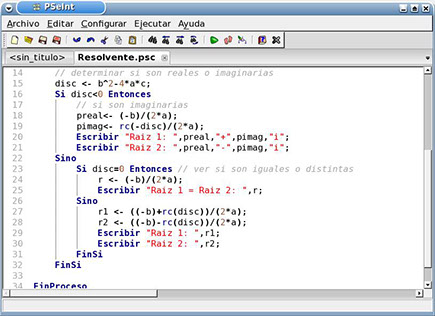 PSeInt
Archivo Editar Configurar Ejecutar Ayuda
<sin_titulo> Resolvente.psc
14 // determinar si son reales o imaginarias
15 disc <- b^2-4*a*c;
16 Si disc<0 Entonces
17 // si son imaginarias
18 preal<- (-b)/(2*a);
19 pimag<- rc(-disc)/(2*a);
20 Escribir "Raiz 1: ",preal,"+",pimag,"i";
21 Escribir "Raiz 2: ",preal,"-",pimag,"i";
22 Sino
23 Si disc=0 Entonces // ver si son iguales o distintas
24 r <- (-b)/(2*a);
25 Escribir "Raiz 1 = Raiz 2: ",r;
26 Sino
27 r1 <- ((-b)+rc(disc))/(2*a);
28 r2 <- ((-b)-rc(disc))/(2*a);
29 Escribir "Raiz 1: ",r1;
30 Escribir "Raiz 2: ",r2;
31 FinSi
32 FinSi
33
34 FinProceso